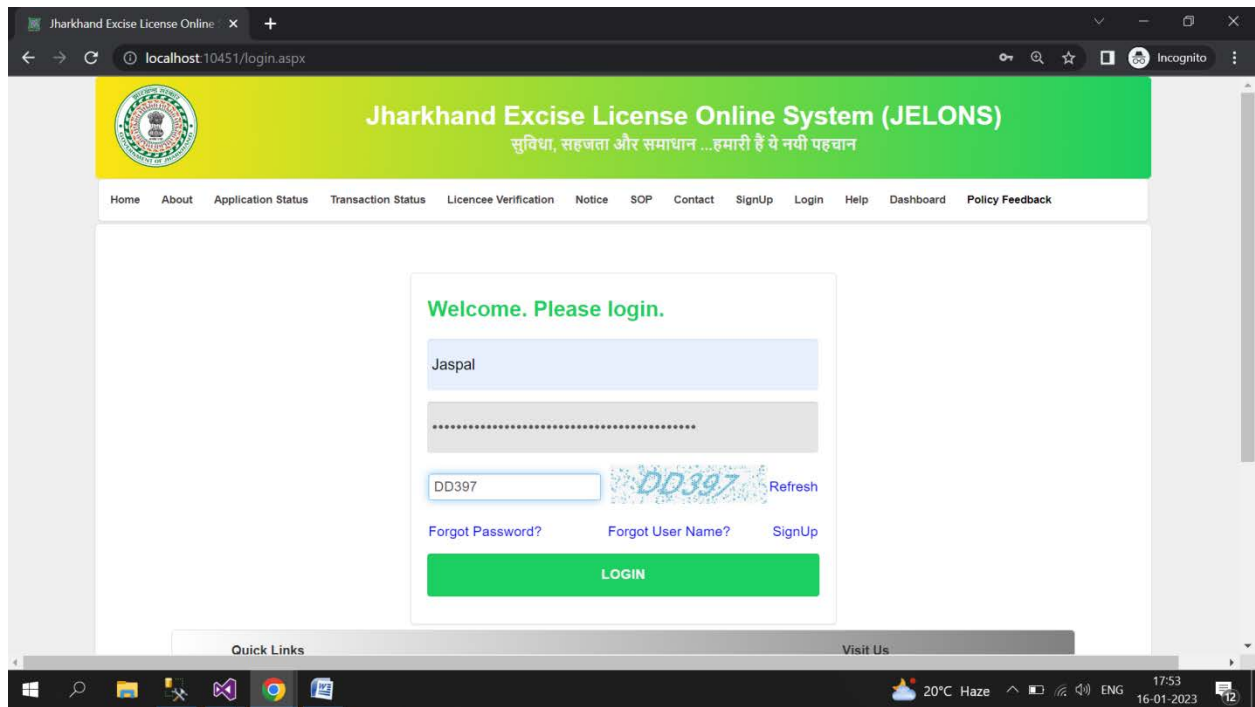 Jharkhand Excise License Online
localhost:10451/login.aspx
Incognito
Jharkhand Excise License Online System (JELONS)
सुविधा, सहजता और समाधान ...हमारी हैं ये नयी पहचान
Home About Application Status Transaction Status Licencee Verification Notice SOP Contact SignUp Login Help Dashboard Policy Feedback
Welcome. Please login.
Jaspal
DD397
DD397
Refresh
Forgot Password? Forgot User Name? SignUp
LOGIN
Quick Links Visit Us
20°C Haze ENG 17:53
16-01-2023
12